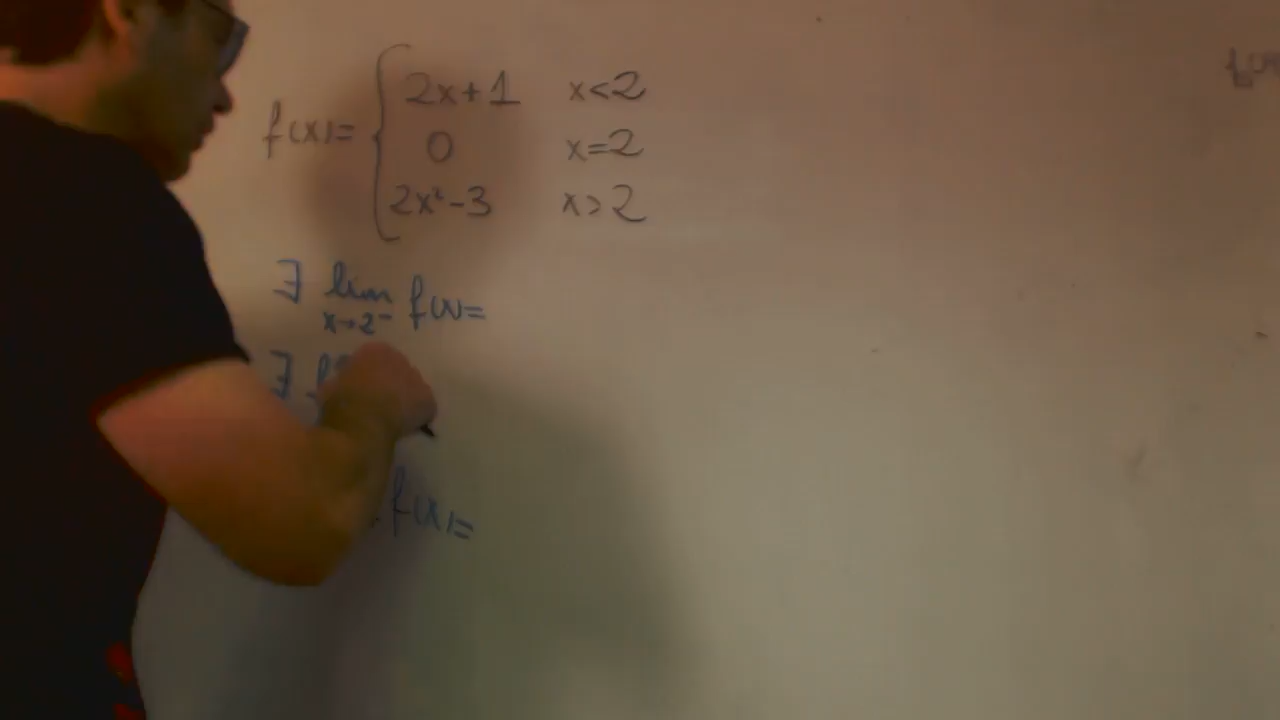 f(x)= { 2x+1 x<2
0 x=2
2x²-3 x>2
∃ lim f(x)=
x→2⁻
∃
f(x)=